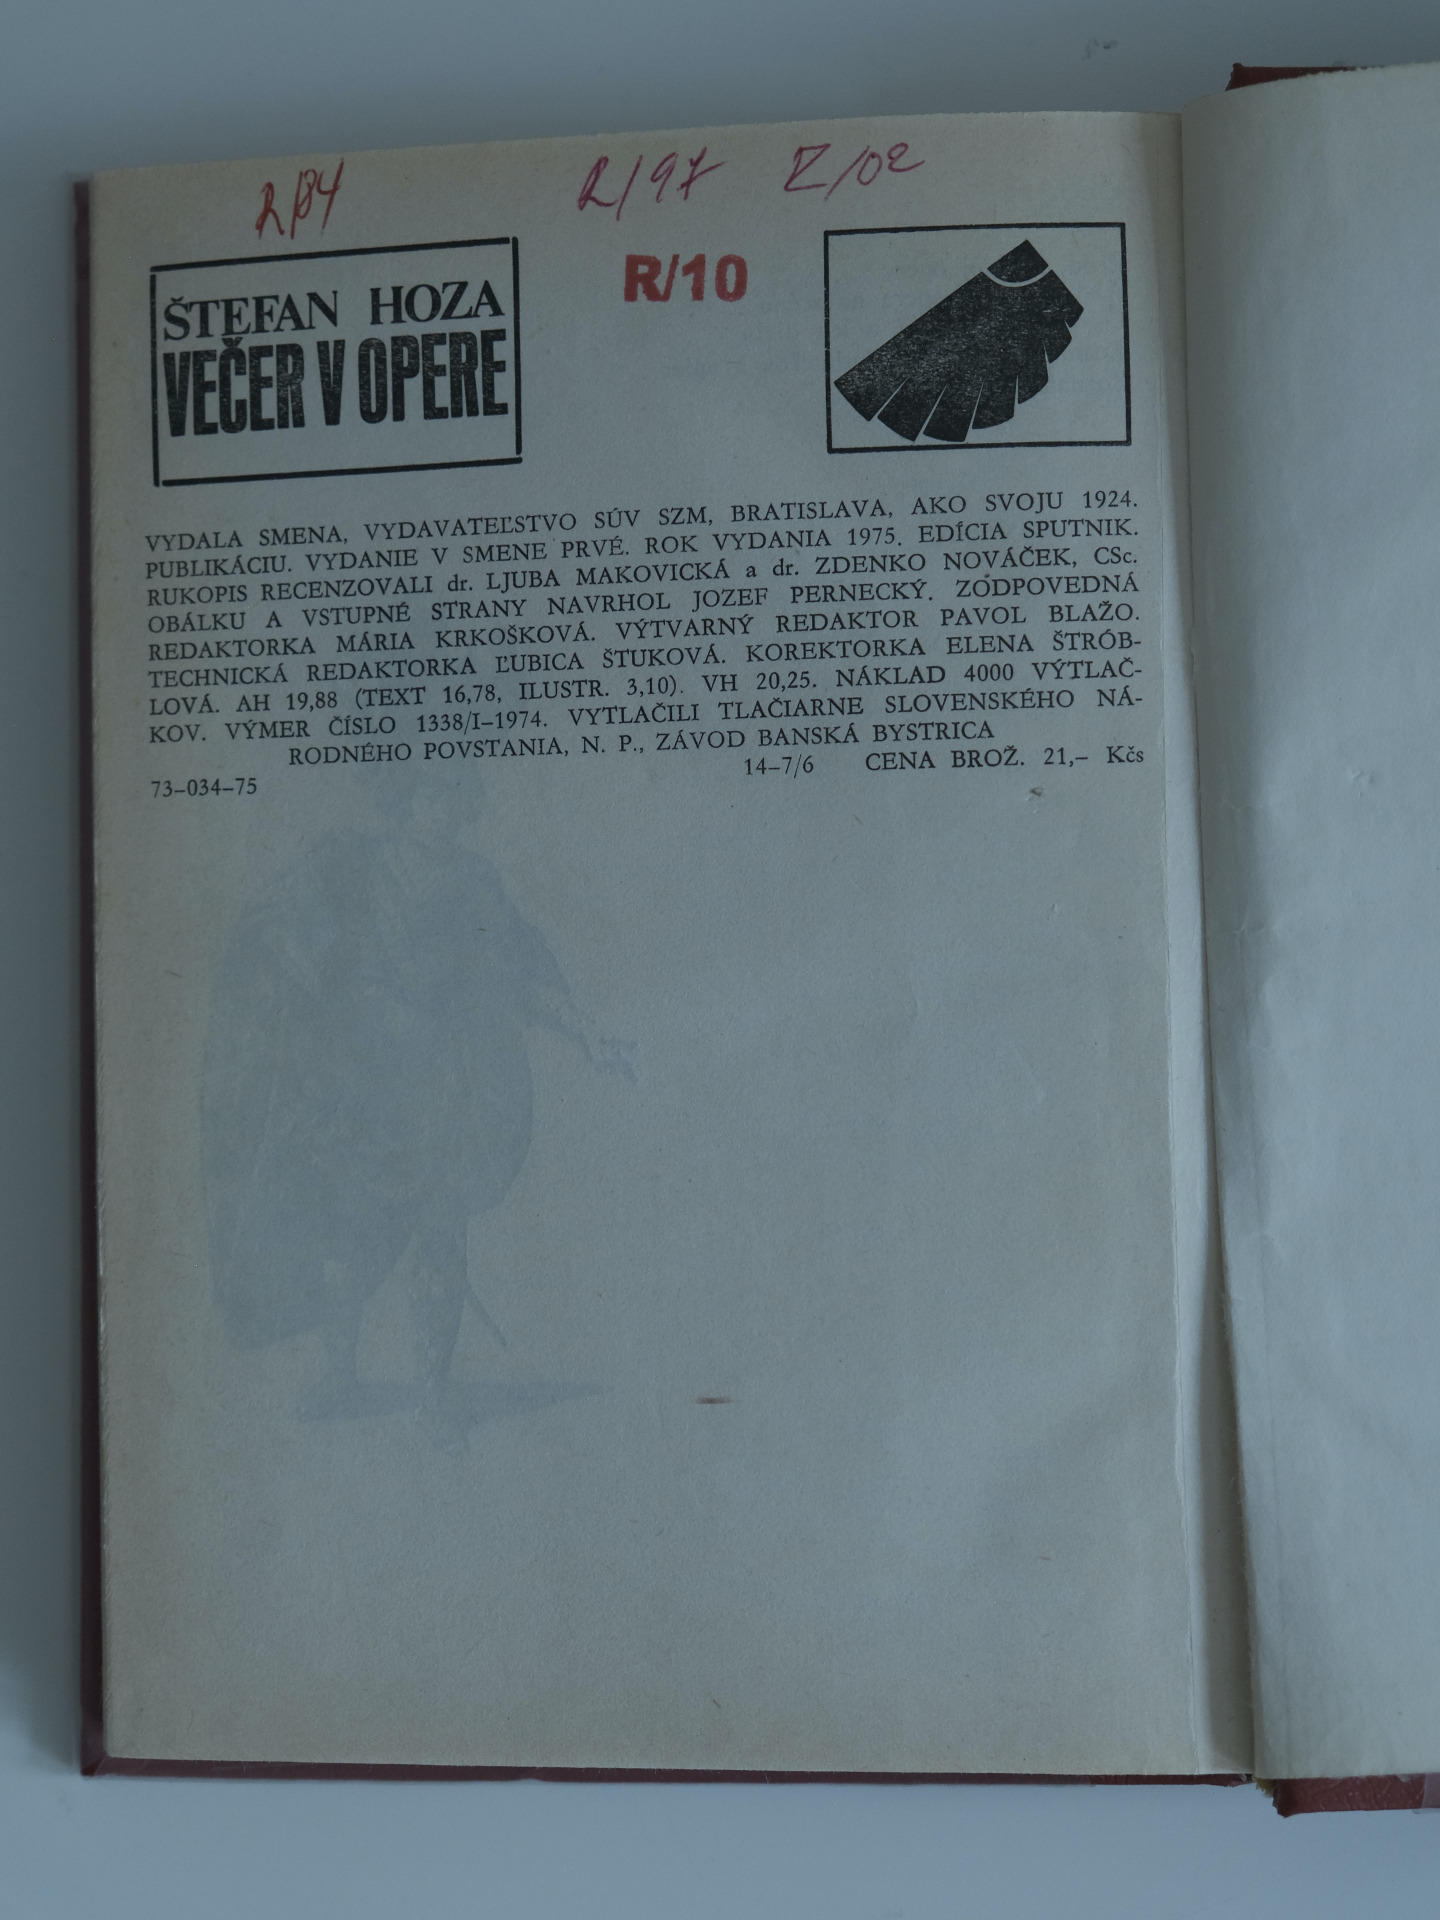 R/84
R/97
Z/02
R/10
ŠTEFAN HOZA
VEČER V OPERE
VYDALA SMENA, VYDAVATEĽSTVO SÚV SZM, BRATISLAVA, AKO SVOJU 1924.
PUBLIKÁCIU. VYDANIE V SMENE PRVÉ. ROK VYDANIA 1975. EDÍCIA SPUTNIK.
RUKOPIS RECENZOVALI dr. LJUBA MAKOVICKÁ a dr. ZDENKO NOVÁČEK, CSc.
OBÁLKU A VSTUPNÉ STRANY NAVRHOL JOZEF PERNECKÝ. ZODPOVEDNÁ
REDAKTORKA MÁRIA KRKOŠKOVÁ. VÝTVARNÝ REDAKTOR PAVOL BLAŽO.
TECHNICKÁ REDAKTORKA ĽUBICA ŠTUKOVÁ. KOREKTORKA ELENA ŠTRÓB-
LOVÁ. AH 19,88 (TEXT 16,78, ILUSTR. 3,10). VH 20,25. NÁKLAD 4000 VÝTLAČ-
KOV. VÝMER ČÍSLO 1338/I–1974. VYTLAČILI TLAČIARNE SLOVENSKÉHO NÁ-
RODNÉHO POVSTANIA, N. P., ZÁVOD BANSKÁ BYSTRICA
73–034–75 14–7/6 CENA BROŽ. 21,– Kčs